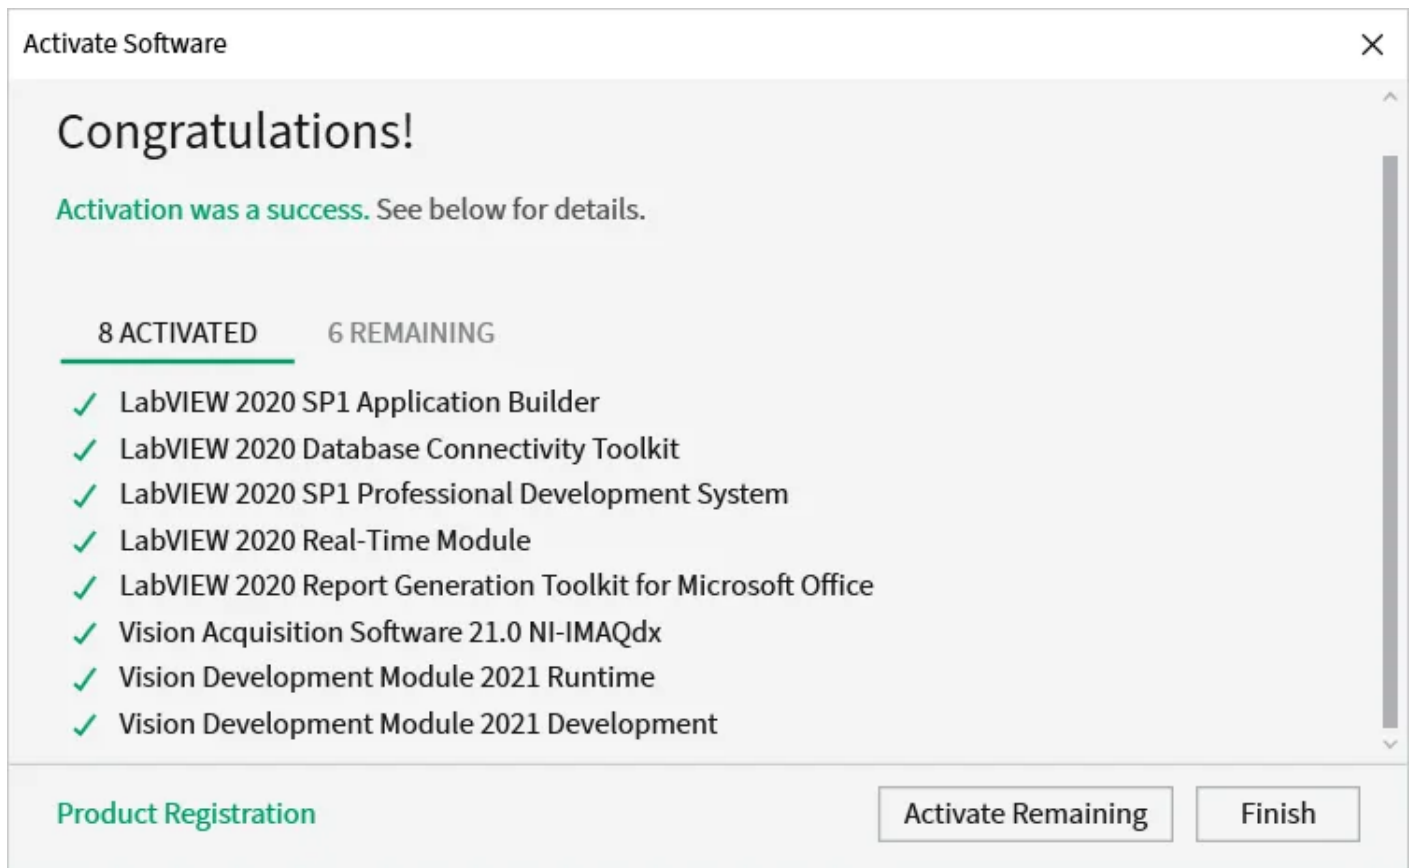 Activate Software
Congratulations!
Activation was a success. See below for details.
8 ACTIVATED 6 REMAINING
LabVIEW 2020 SP1 Application Builder
LabVIEW 2020 Database Connectivity Toolkit
LabVIEW 2020 SP1 Professional Development System
LabVIEW 2020 Real-Time Module
LabVIEW 2020 Report Generation Toolkit for Microsoft Office
Vision Acquisition Software 21.0 NI-IMAQdx
Vision Development Module 2021 Runtime
Vision Development Module 2021 Development
Product Registration Activate Remaining Finish